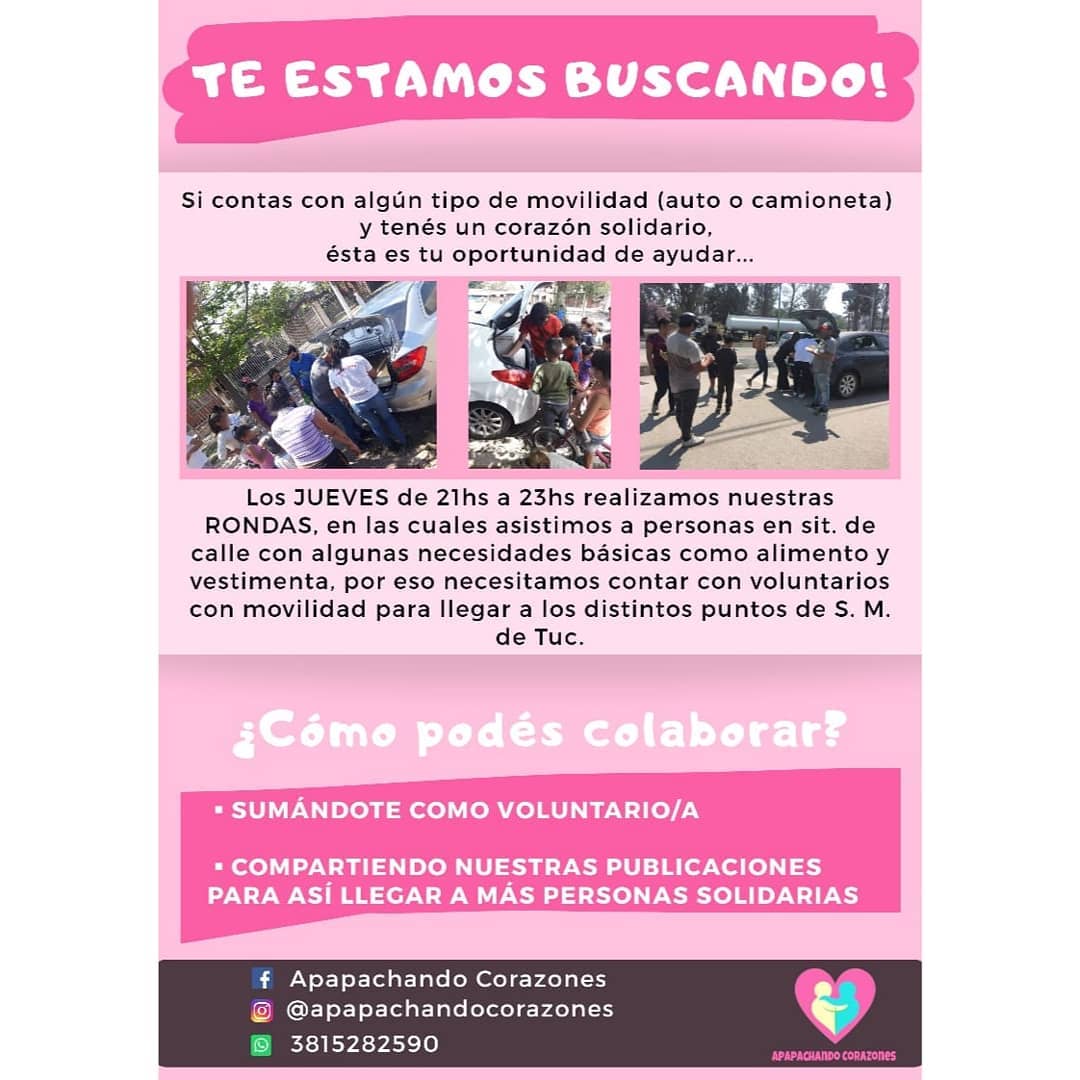 TE ESTAMOS BUSCANDO!
Si contas con algún tipo de movilidad (auto o camioneta)
y tenés un corazón solidario,
ésta es tu oportunidad de ayudar...
Los JUEVES de 21hs a 23hs realizamos nuestras
RONDAS, en las cuales asistimos a personas en sit. de
calle con algunas necesidades básicas como alimento y
vestimenta, por eso necesitamos contar con voluntarios
con movilidad para llegar a los distintos puntos de S. M.
de Tuc.
¿Cómo podés colaborar?
▪ SUMÁNDOTE COMO VOLUNTARIO/A
▪ COMPARTIENDO NUESTRAS PUBLICACIONES
PARA ASÍ LLEGAR A MÁS PERSONAS SOLIDARIAS
Apapachando Corazones
@apapachandocorazones
3815282590
APAPACHANDO CORAZONES